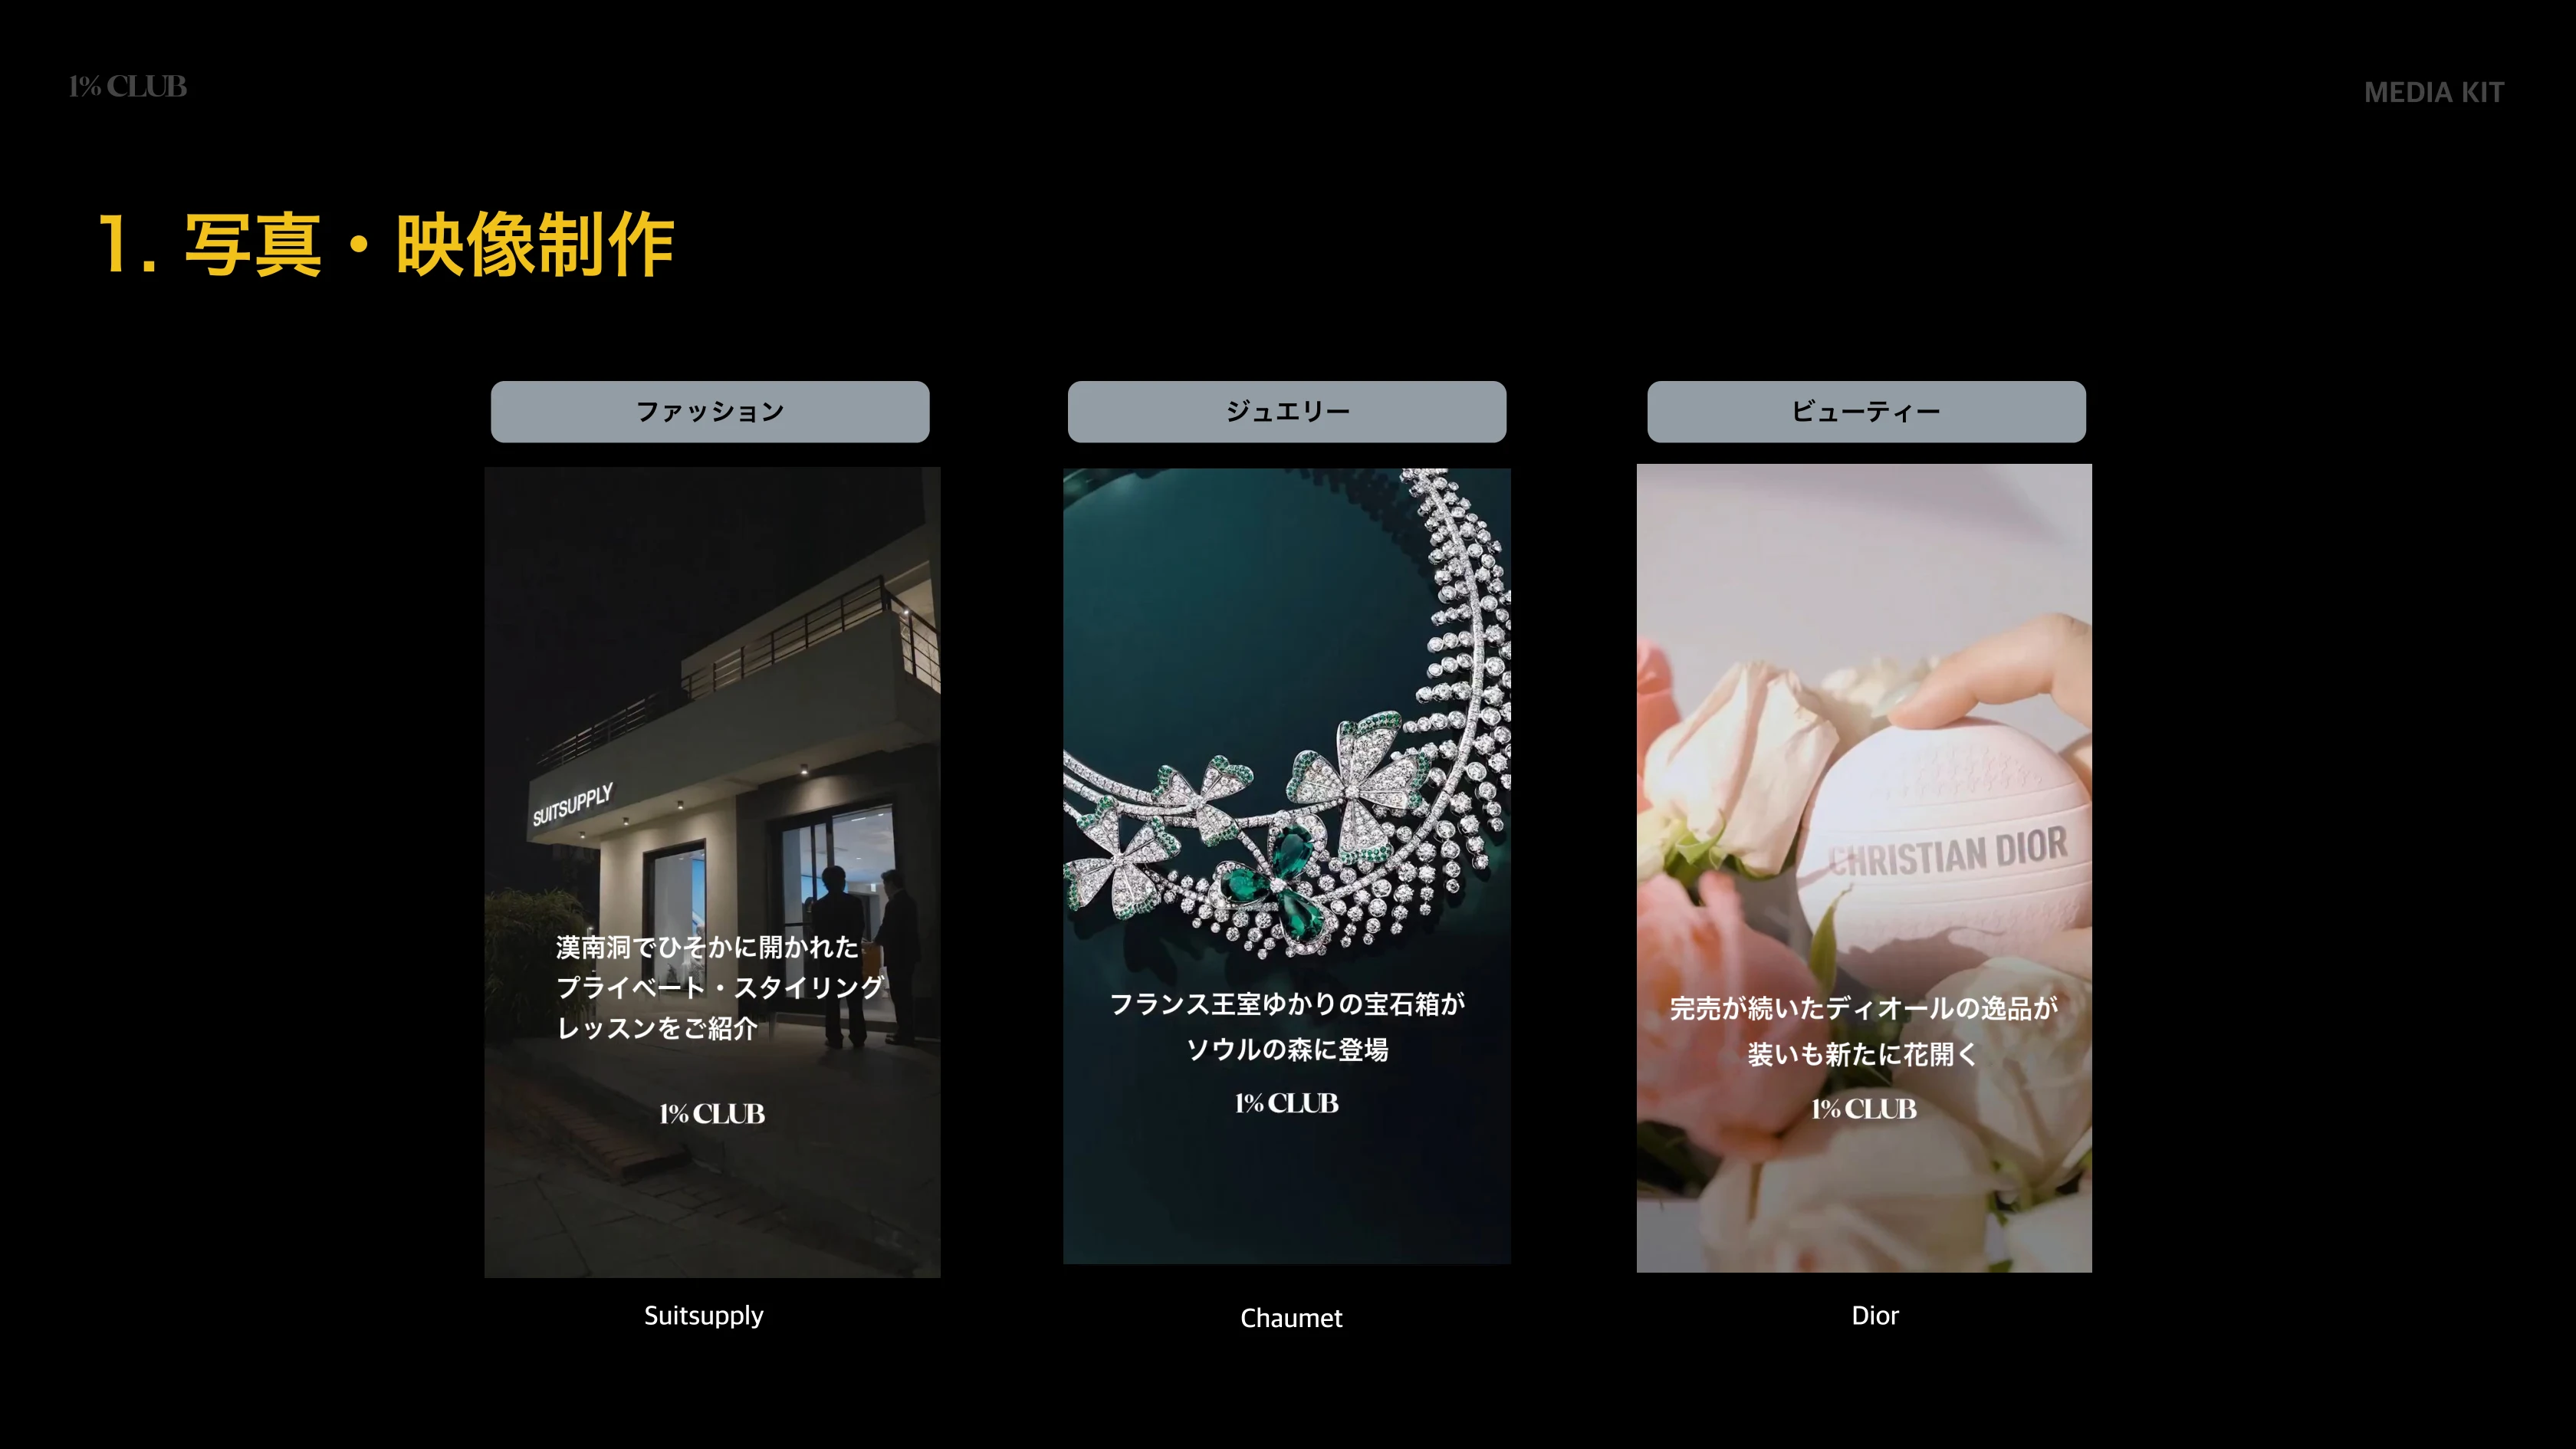 1% CLUB
MEDIA KIT
1. 写真・映像制作
ファッション
ジュエリー
ビューティー
SUITSUPPLY
漢南洞でひそかに開かれた
プライベート・スタイリング
レッスンをご紹介
1% CLUB
フランス王室ゆかりの宝石箱が
ソウルの森に登場
1% CLUB
CHRISTIAN DIOR
完売が続いたディオールの逸品が
装いも新たに花開く
1% CLUB
Suitsupply
Chaumet
Dior